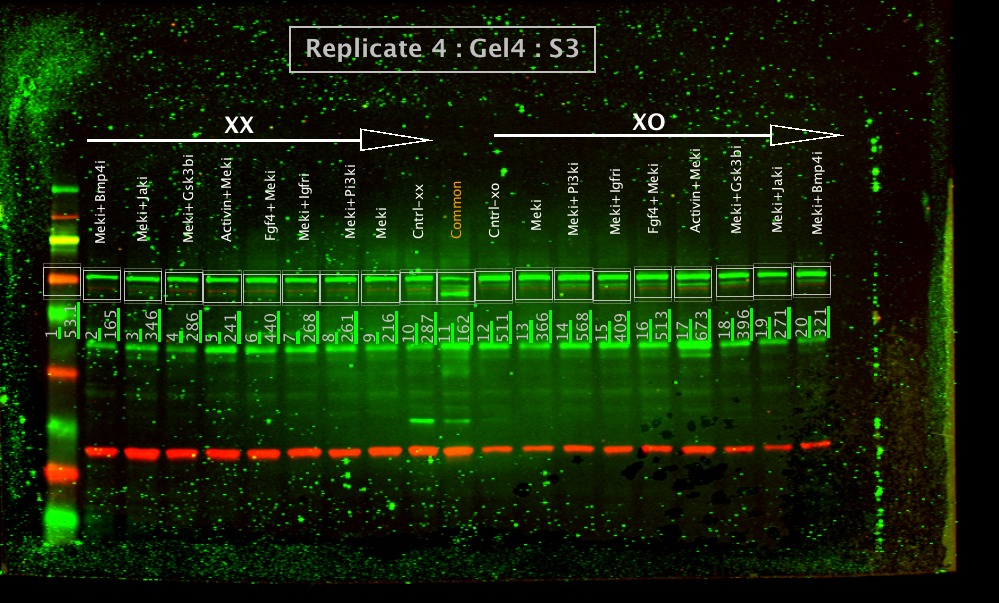 Replicate 4 : Gel4 : S3
XX
XO
Meki+Bmp4i
Meki+Jaki
Meki+Gsk3bi
Activin+Meki
Fgf4+Meki
Meki+Igfri
Meki+Pi3ki
Meki
Cntrl-xx
Common
Cntrl-xo
Meki
Meki+Pi3ki
Meki+Igfri
Fgf4+Meki
Activin+Meki
Meki+Gsk3bi
Meki+Jaki
Meki+Bmp4i
1
53.1
2
165
3
346
4
286
5
241
6
440
7
268
8
261
9
216
10
287
11
162
12
511
13
366
14
568
15
409
16
513
17
673
18
396
19
271
20
321